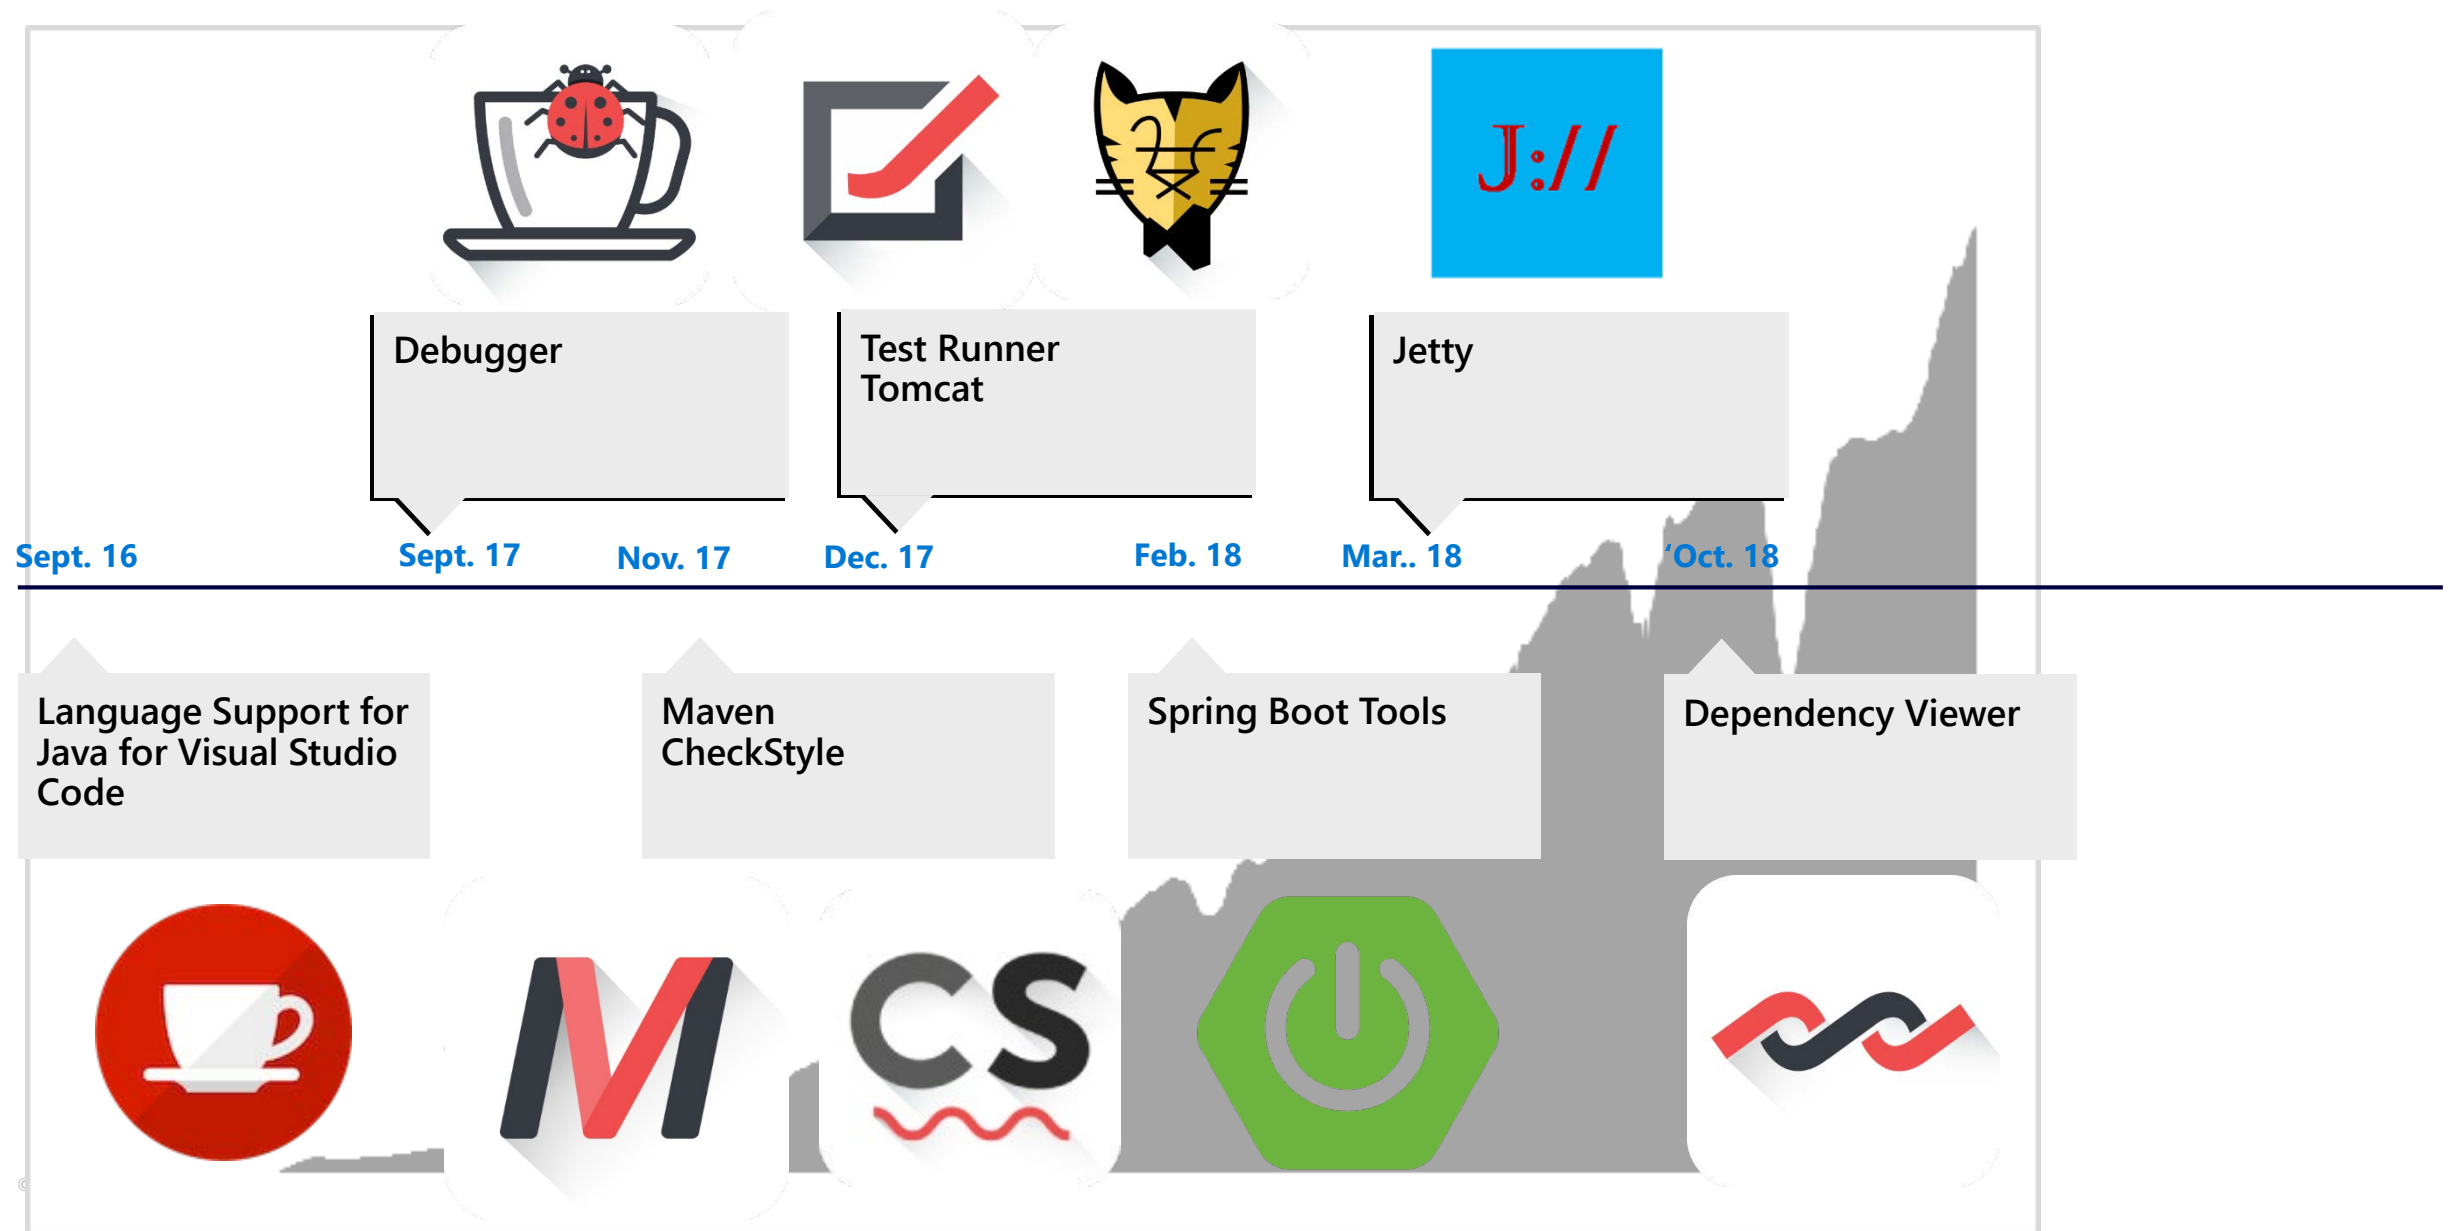 J://
Debugger
Test Runner
Tomcat
Jetty
Sept. 16
Sept. 17
Nov. 17
Dec. 17
Feb. 18
Mar.. 18
‘Oct. 18
Language Support for
Java for Visual Studio
Code
Maven
CheckStyle
Spring Boot Tools
Dependency Viewer
M
CS
©